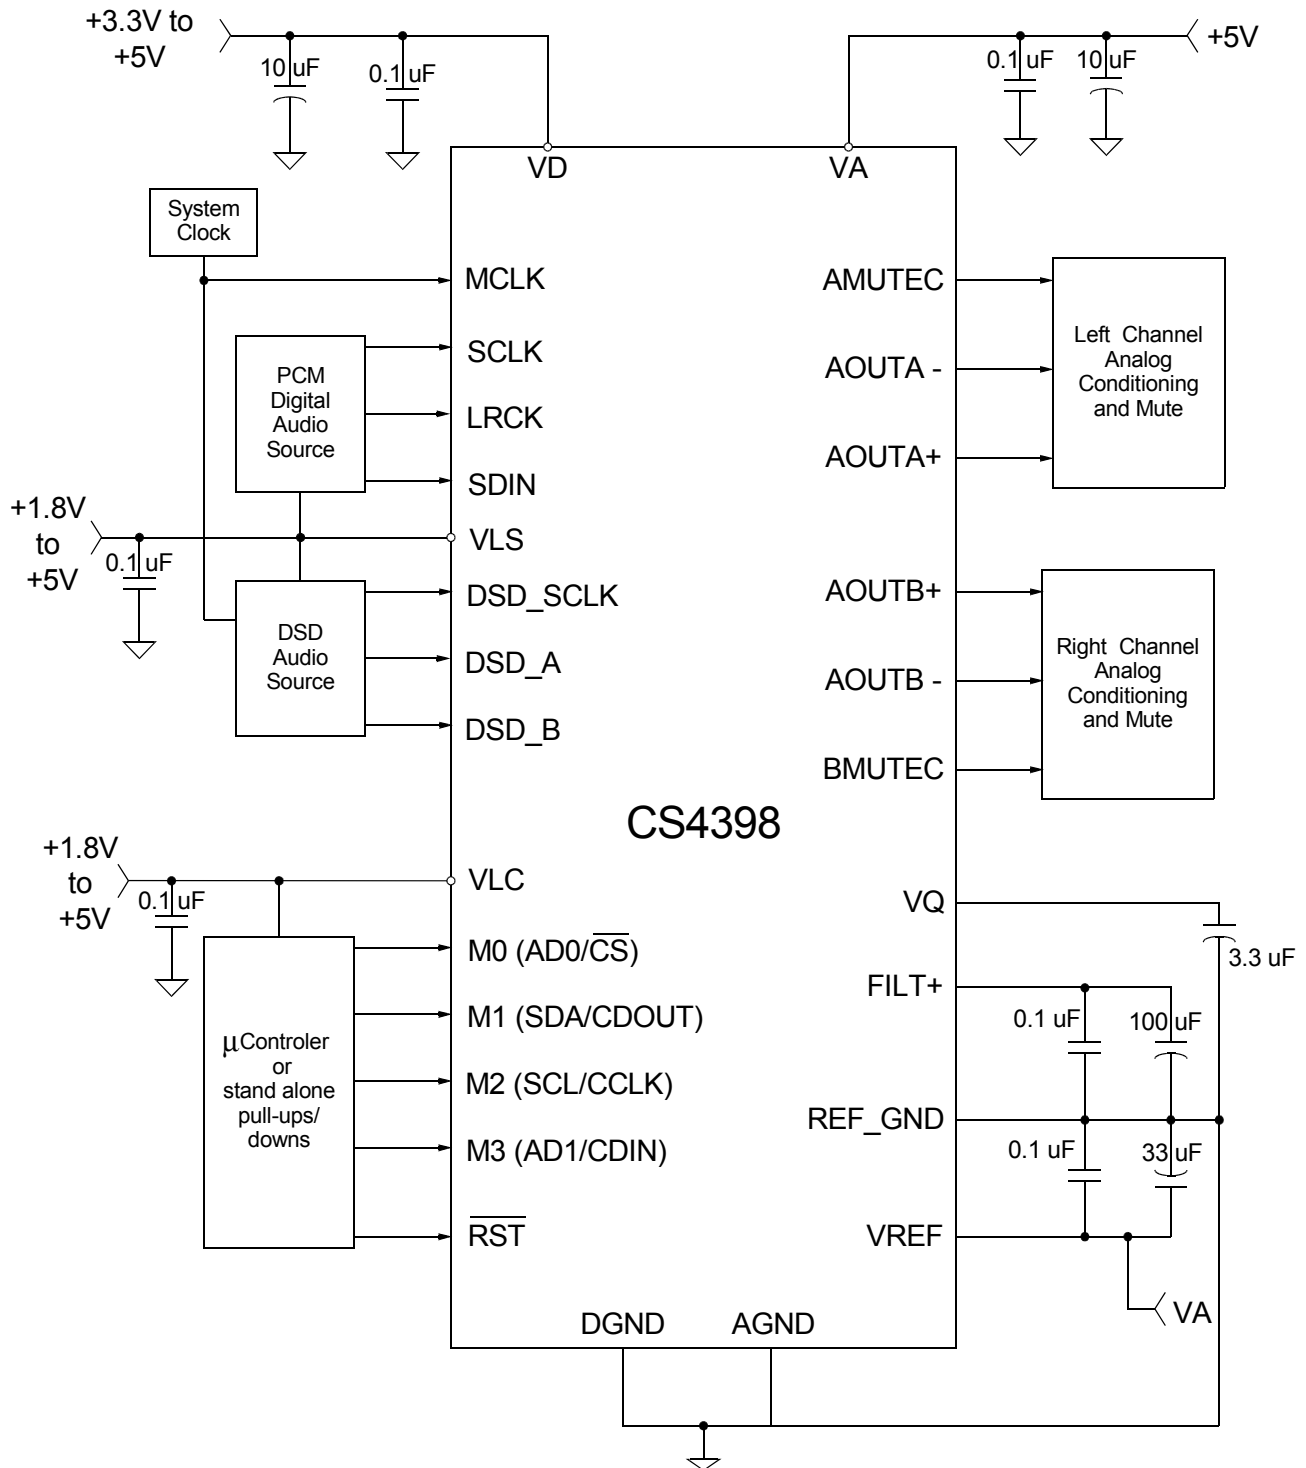 +3.3V to
+5V
10 uF
0.1 uF
0.1 uF
10 uF
+5V
VD
VA
System
Clock
MCLK
AMUTEC
SCLK
PCM
Digital
Audio
Source
LRCK
SDIN
AOUTA -
AOUTA+
Left Channel
Analog
Conditioning
and Mute
+1.8V
to
+5V
0.1 uF
VLS
DSD_SCLK
DSD
Audio
Source
DSD_A
DSD_B
AOUTB+
AOUTB -
BMUTEC
Right Channel
Analog
Conditioning
and Mute
CS4398
+1.8V
to
+5V
0.1 uF
VLC
VQ
3.3 uF
M0 (AD0/CS)
FILT+
M1 (SDA/CDOUT)
0.1 uF
100 uF
µControler
or
stand alone
pull-ups/
downs
M2 (SCL/CCLK)
REF_GND
M3 (AD1/CDIN)
0.1 uF
33 uF
RST
VREF
VA
DGND
AGND